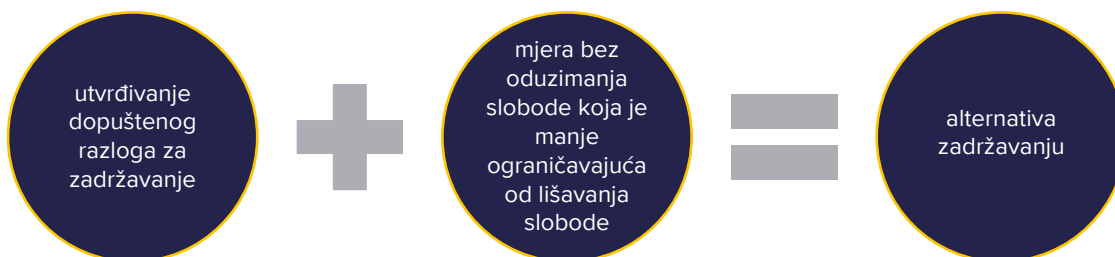 utvrđivanje
dopuštenog
razloga za
zadržavanje
mjera bez
oduzimanja
slobode koja je
manje
ograničavajuća
od lišavanja
slobode
alternativa
zadržavanju